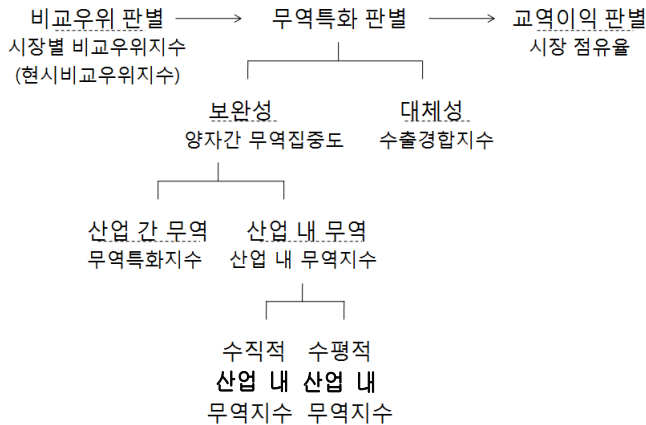 비교우위 판별
시장별 비교우위지수
(현시비교우위지수)
무역특화 판별
교역이익 판별
시장 점유율
보완성
양자간 무역집중도
대체성
수출경합지수
산업 간 무역
무역특화지수
산업 내 무역
산업 내 무역지수
수직적
산업 내
무역지수
수평적
산업 내
무역지수